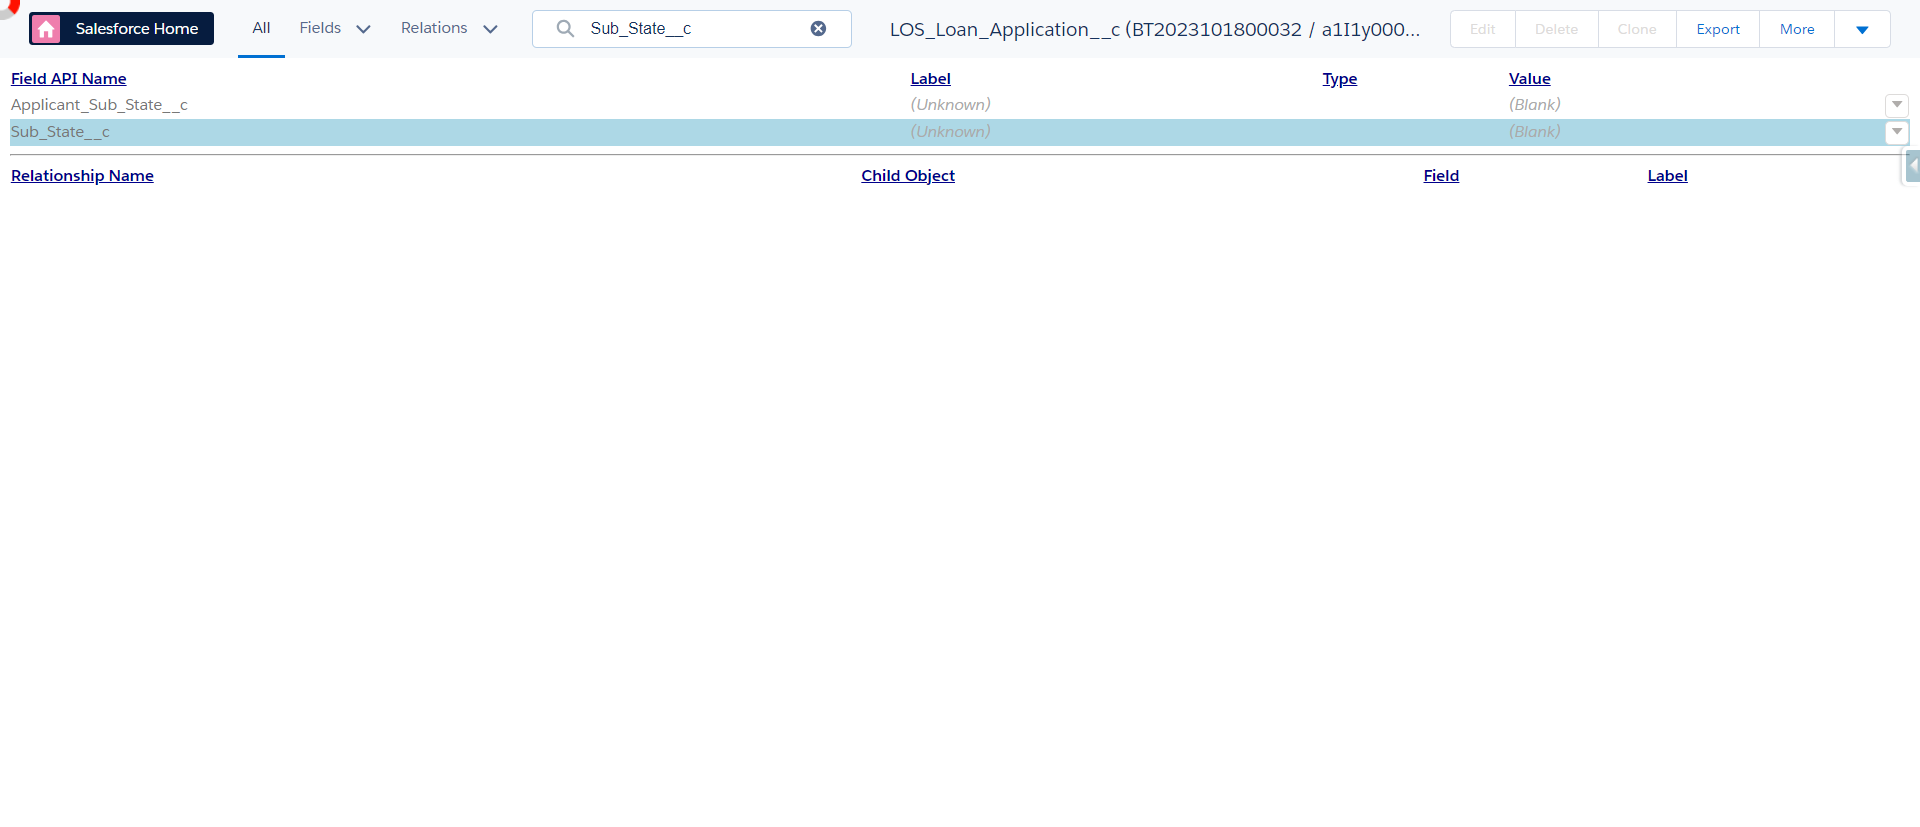 Salesforce Home All Fields Relations Sub_State__c LOS_Loan_Application__c (BT2023101800032 / a1I1y000... Edit Delete Clone Export More
Field API Name Label Type Value
Applicant_Sub_State__c (Unknown) (Blank)
Sub_State__c (Unknown) (Blank)
Relationship Name Child Object Field Label